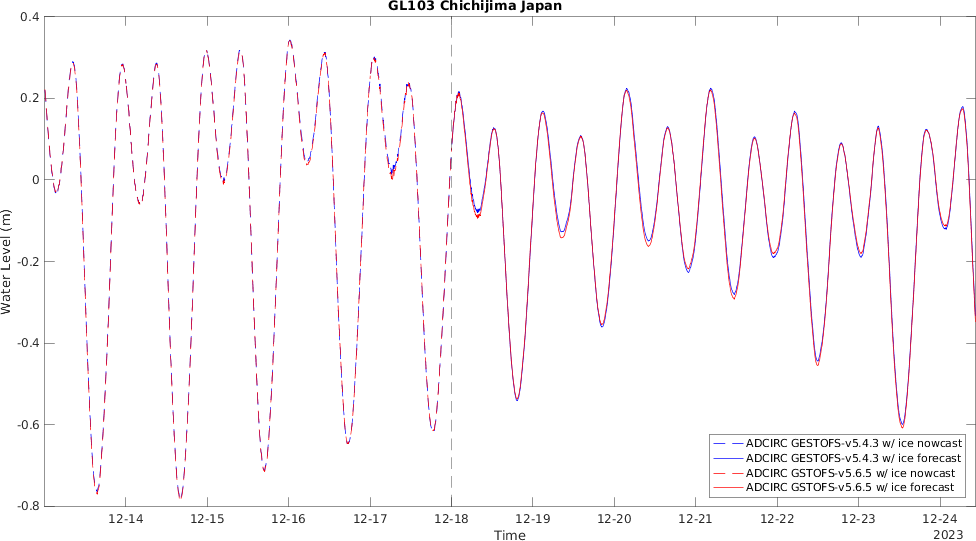 GL103 Chichijima Japan
0.4
0.2
0
-0.2
-0.4
-0.6
-0.8
Water Level (m)
ADCIRC GESTOFS-v5.4.3 w/ ice nowcast
ADCIRC GESTOFS-v5.4.3 w/ ice forecast
ADCIRC GSTOFS-v5.6.5 w/ ice nowcast
ADCIRC GSTOFS-v5.6.5 w/ ice forecast
12-14 12-15 12-16 12-17 12-18 12-19 12-20 12-21 12-22 12-23 12-24
Time 2023